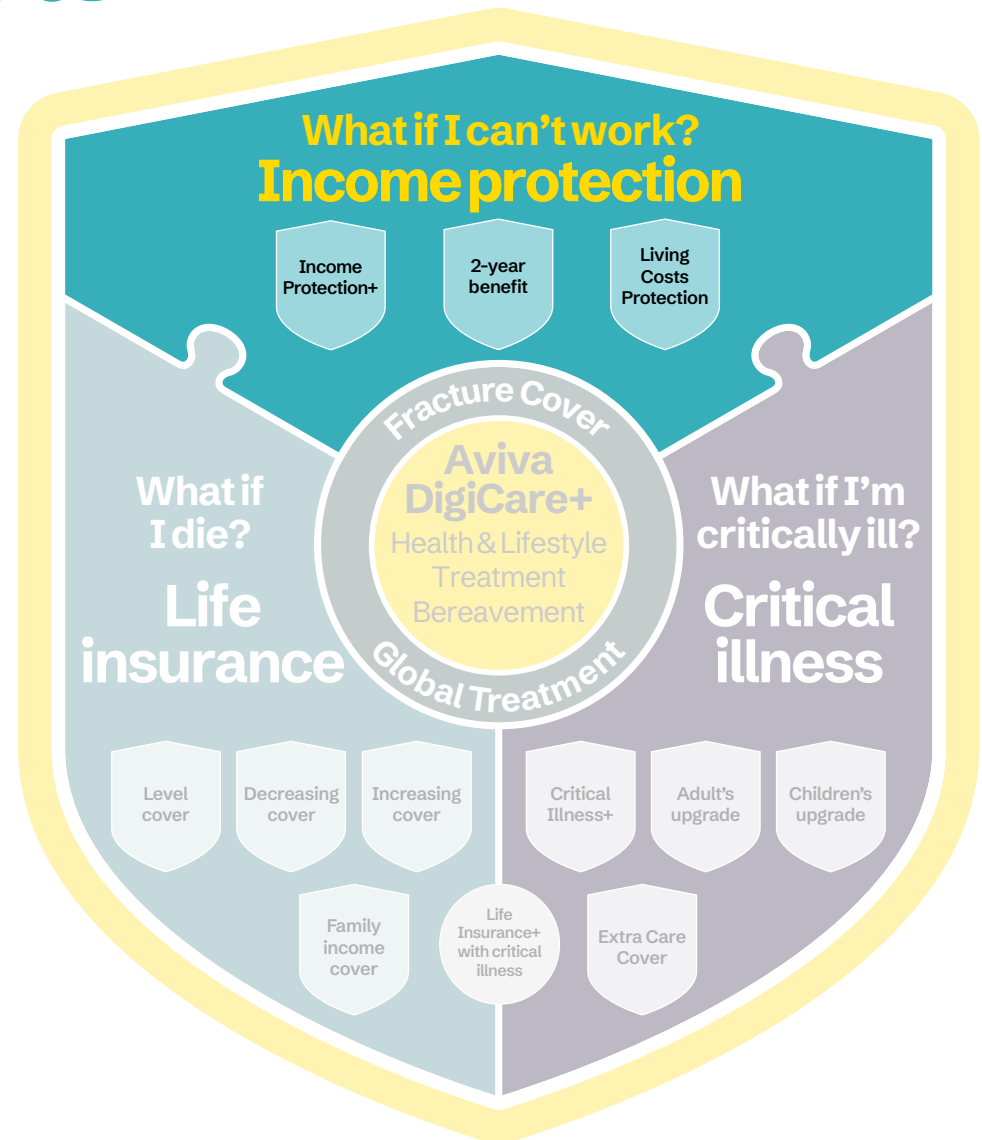 What if I can’t work?
Income protection
Income
Protection+
2-year
benefit
Living
Costs
Protection
Fracture Cover
Aviva
DigiCare+
Health & Lifestyle
Treatment
Bereavement
Global Treatment
What if
I die?
Life
insurance
What if I’m
critically ill?
Critical
illness
Level
cover
Decreasing
cover
Increasing
cover
Critical
Illness+
Adult’s
upgrade
Children’s
upgrade
Family
income
cover
Life
Insurance+
with critical
illness
Extra Care
Cover